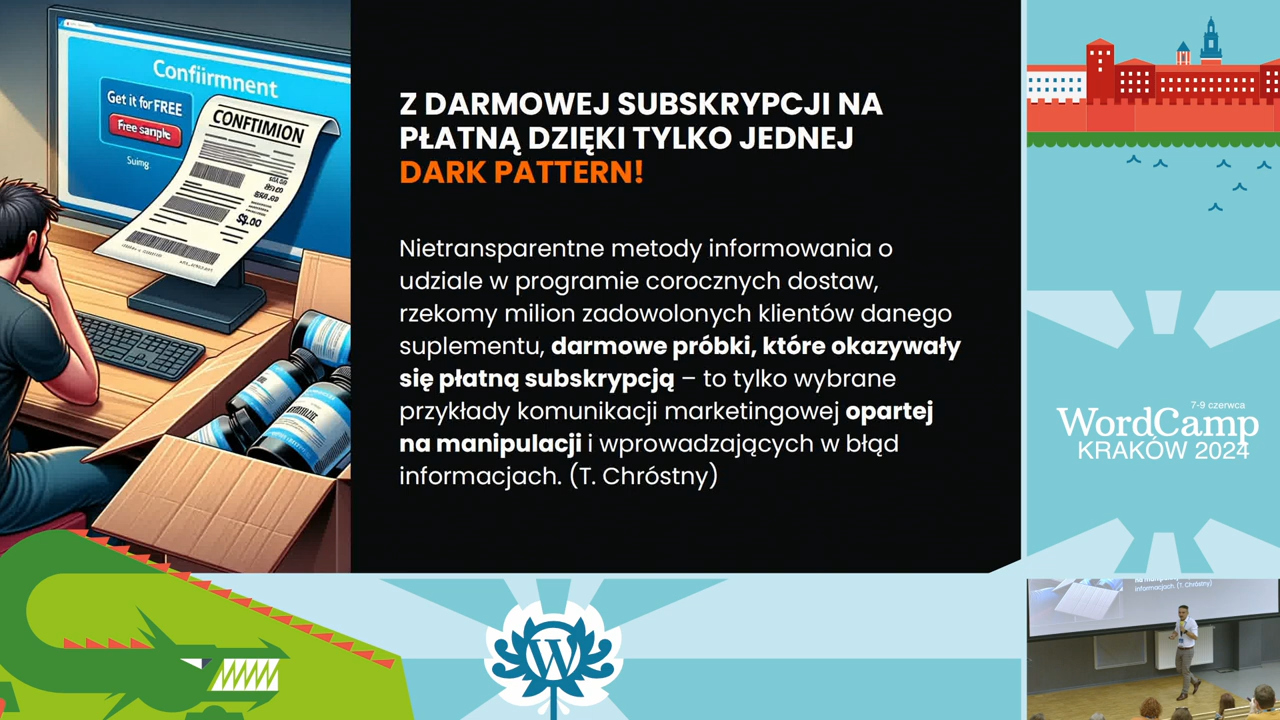 Confiirmnent
Get it for FREE
Free sample
Suimg
CONFTIMION
$9.00
Z DARMOWEJ SUBSKRYPCJI NA
PŁATNĄ DZIĘKI TYLKO JEDNEJ
DARK PATTERN!
Nietransparentne metody informowania o
udziale w programie corocznych dostaw,
rzekomy milion zadowolonych klientów danego
suplementu, darmowe próbki, które okazywały
się płatną subskrypcją – to tylko wybrane
przykłady komunikacji marketingowej opartej
na manipulacji i wprowadzających w błąd
informacjach. (T. Chróstny)
7-9 czerwca
WordCamp
KRAKÓW 2024
W
informacjach. (T. Chróstny)